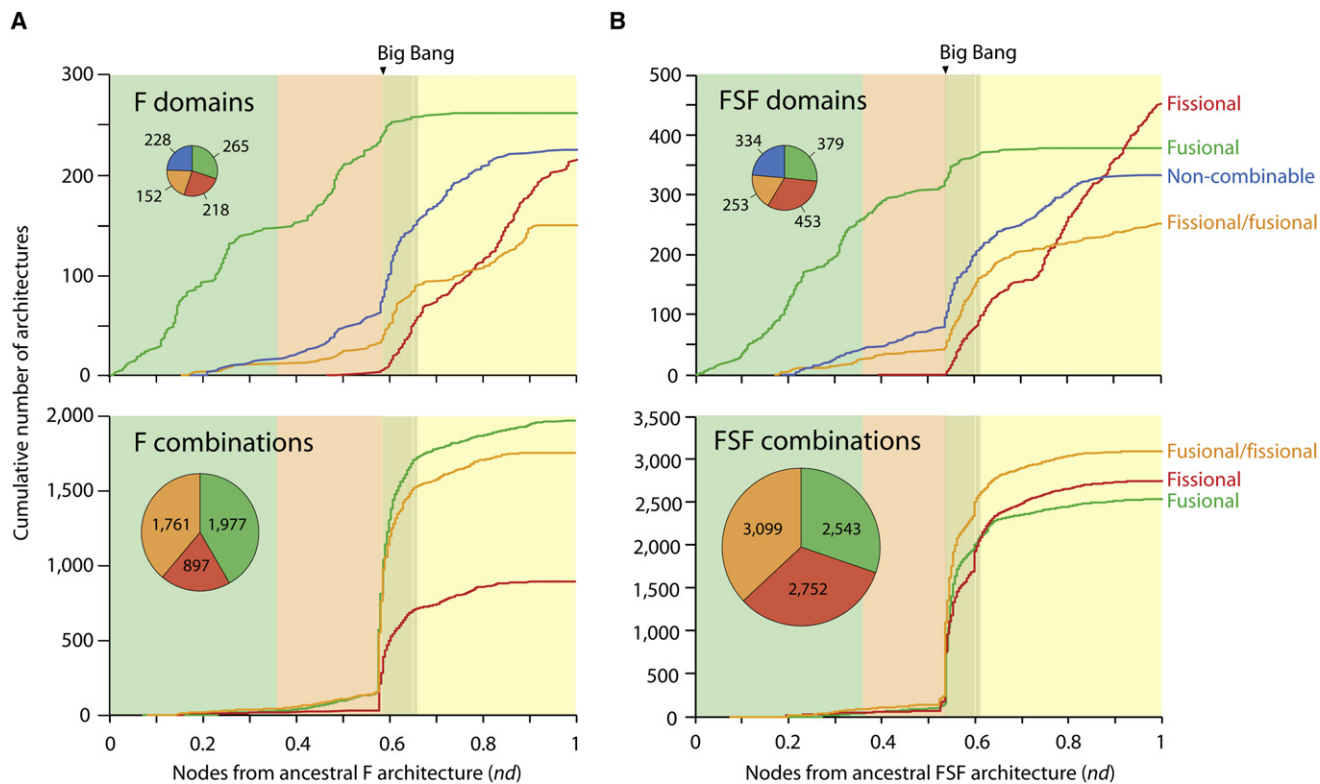 A
B
Big Bang
Big Bang
Cumulative number of architectures
300
200
100
0
F domains
228
265
152
218
500
400
300
200
100
0
FSF domains
334
379
253
453
Fissional
Fusional
Non-combinable
Fissional/fusional
2,000
1,500
1,000
500
0
F combinations
1,761
1,977
897
0
0.2
0.4
0.6
0.8
1
Nodes from ancestral F architecture (nd)
3,500
3,000
2,500
2,000
1,500
1,000
500
0
FSF combinations
3,099
2,543
2,752
Fusional/fissional
Fissional
Fusional
0
0.2
0.4
0.6
0.8
1
Nodes from ancestral FSF architecture (nd)